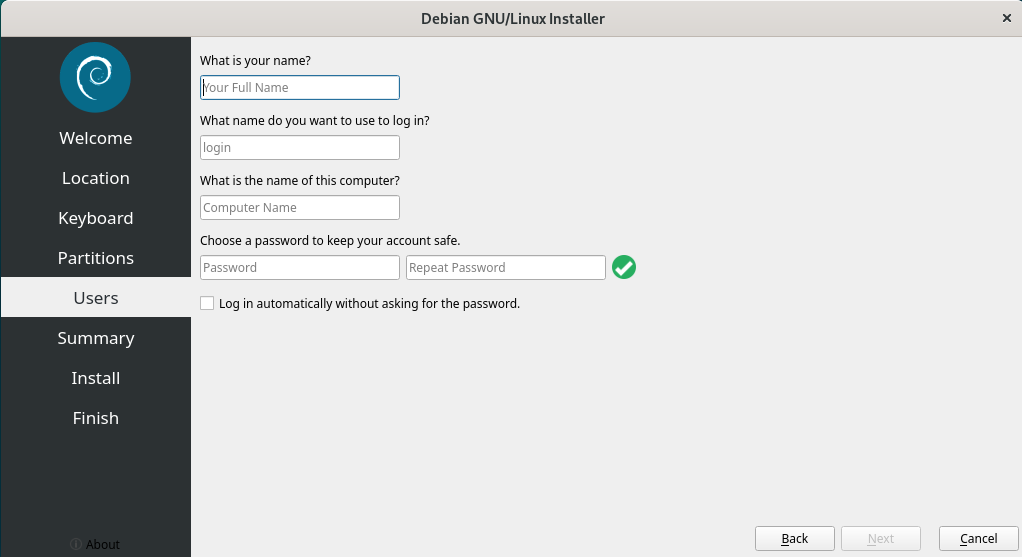 Debian GNU/Linux Installer
Welcome
Location
Keyboard
Partitions
Users
Summary
Install
Finish
About
What is your name?
Your Full Name
What name do you want to use to log in?
login
What is the name of this computer?
Computer Name
Choose a password to keep your account safe.
Password Repeat Password
Log in automatically without asking for the password.
Back Next Cancel